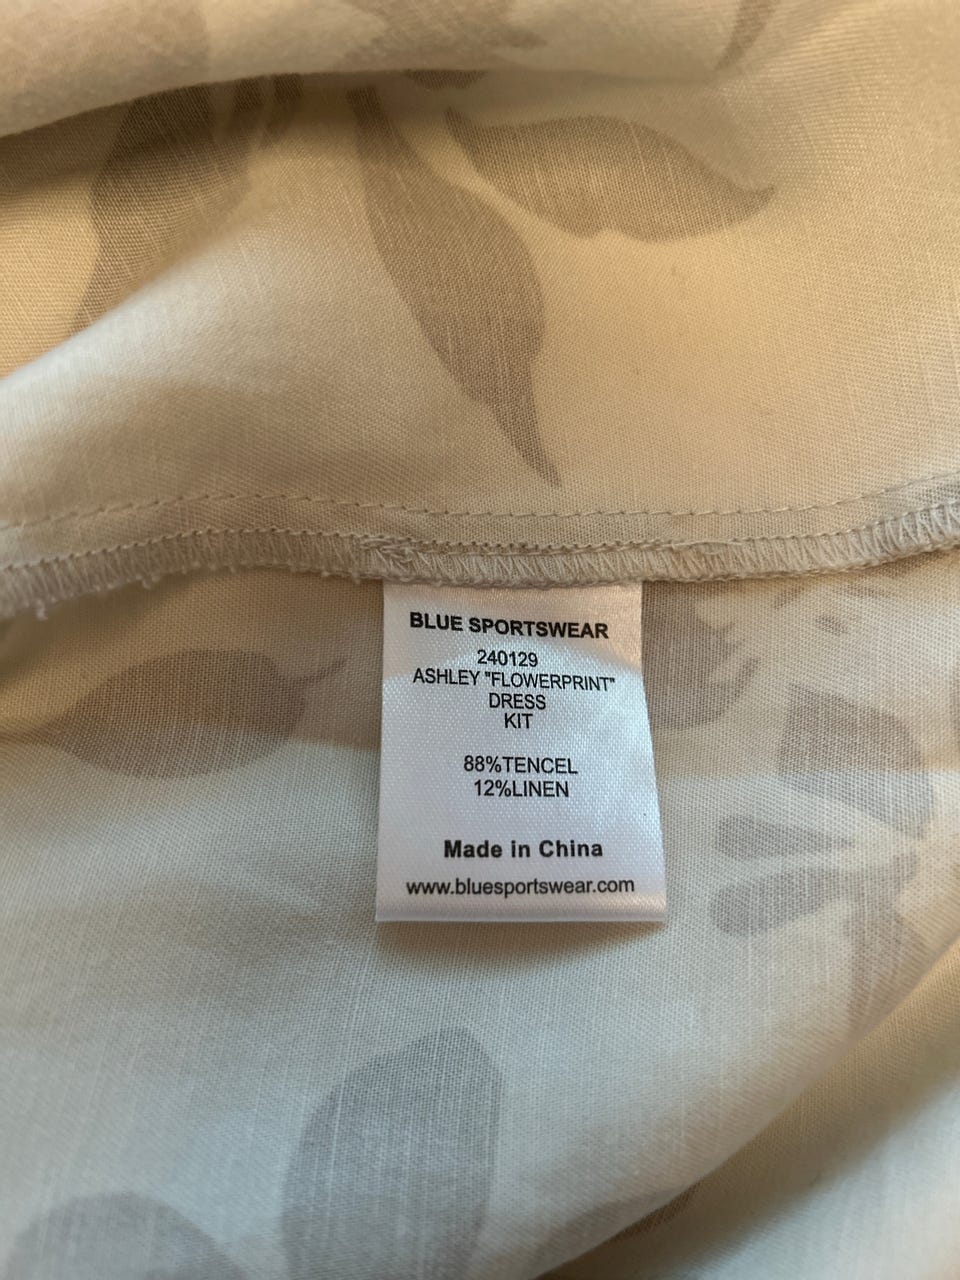 BLUE SPORTSWEAR
240129
ASHLEY "FLOWERPRINT"
DRESS
KIT
88%TENCEL
12%LINEN
Made in China
www.bluesportswear.com